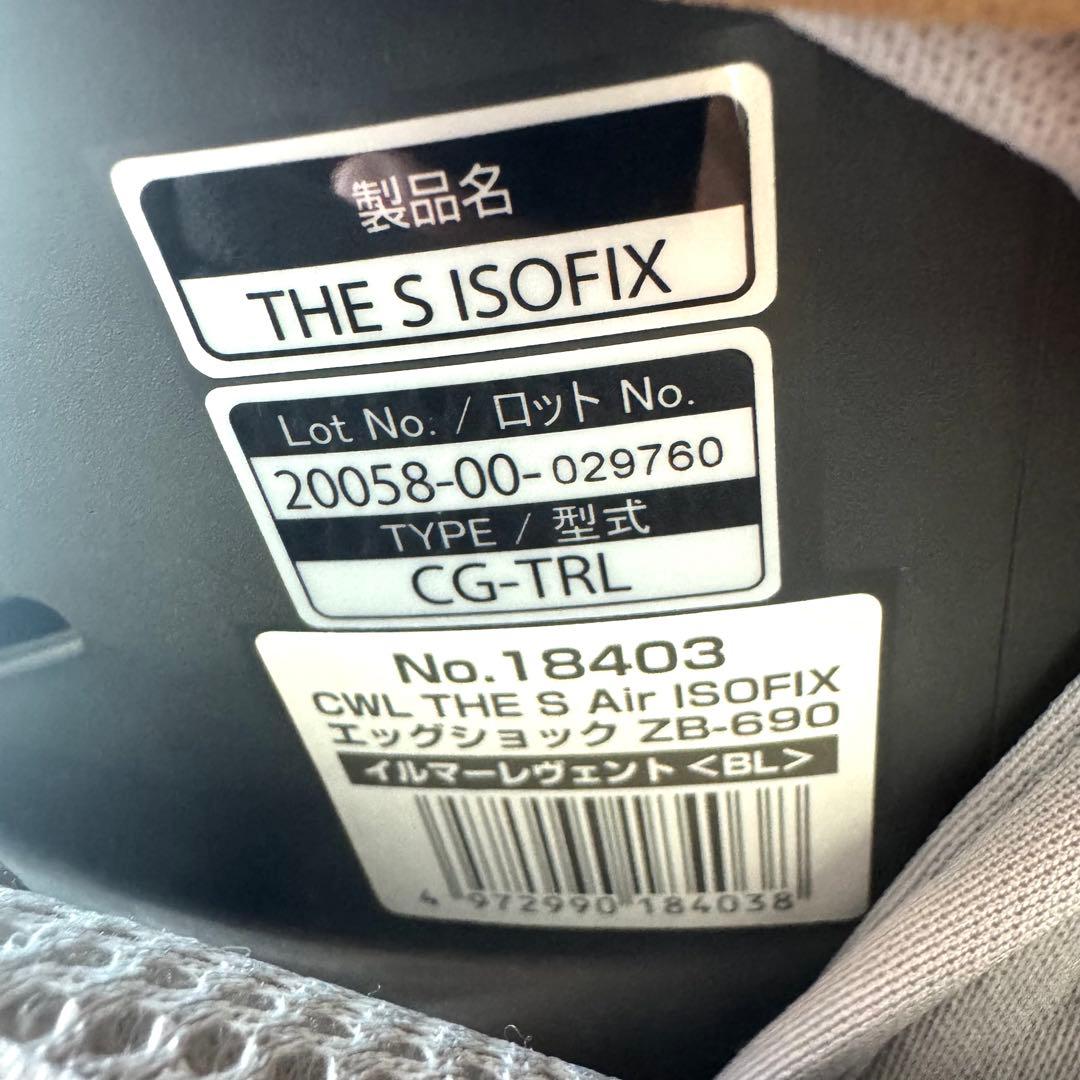 製品名
THE S ISOFIX
Lot No. / ロット No.
20058-00-029760
TYPE / 型式
CG-TRL
No.18403
CWL THE S Air ISOFIX
エッグショック ZB-690
イルマーレヴェント<BL>
4 972990 184038